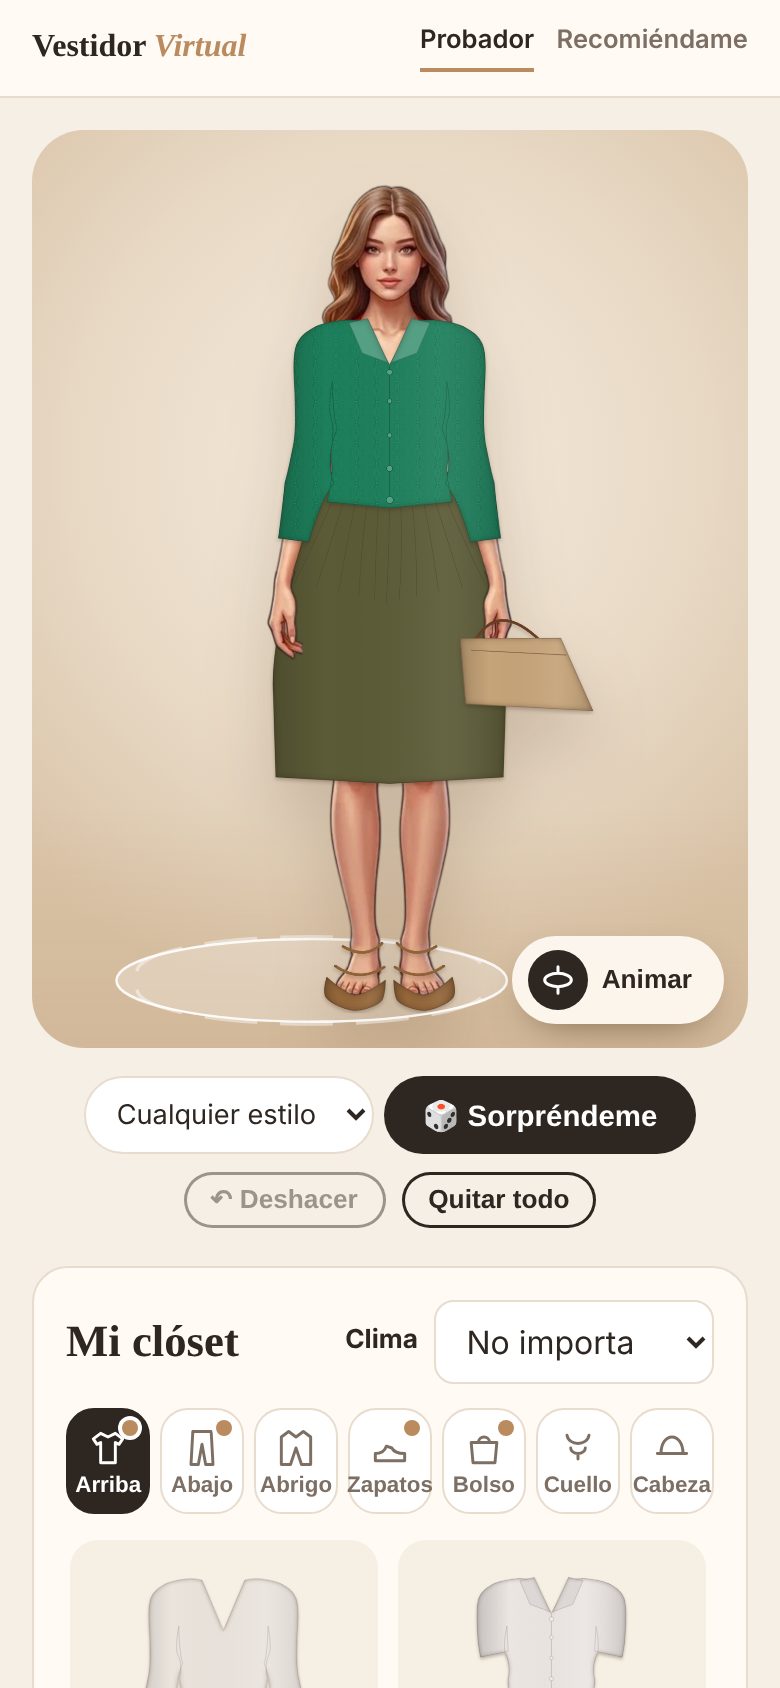 Vestidor Virtual
Probador
Recomiéndame
Animar
Cualquier estilo
Sorpréndeme
↶ Deshacer
Quitar todo
Mi clóset
Clima
No importa
Arriba
Abajo
Abrigo
Zapatos
Bolso
Cuello
Cabeza